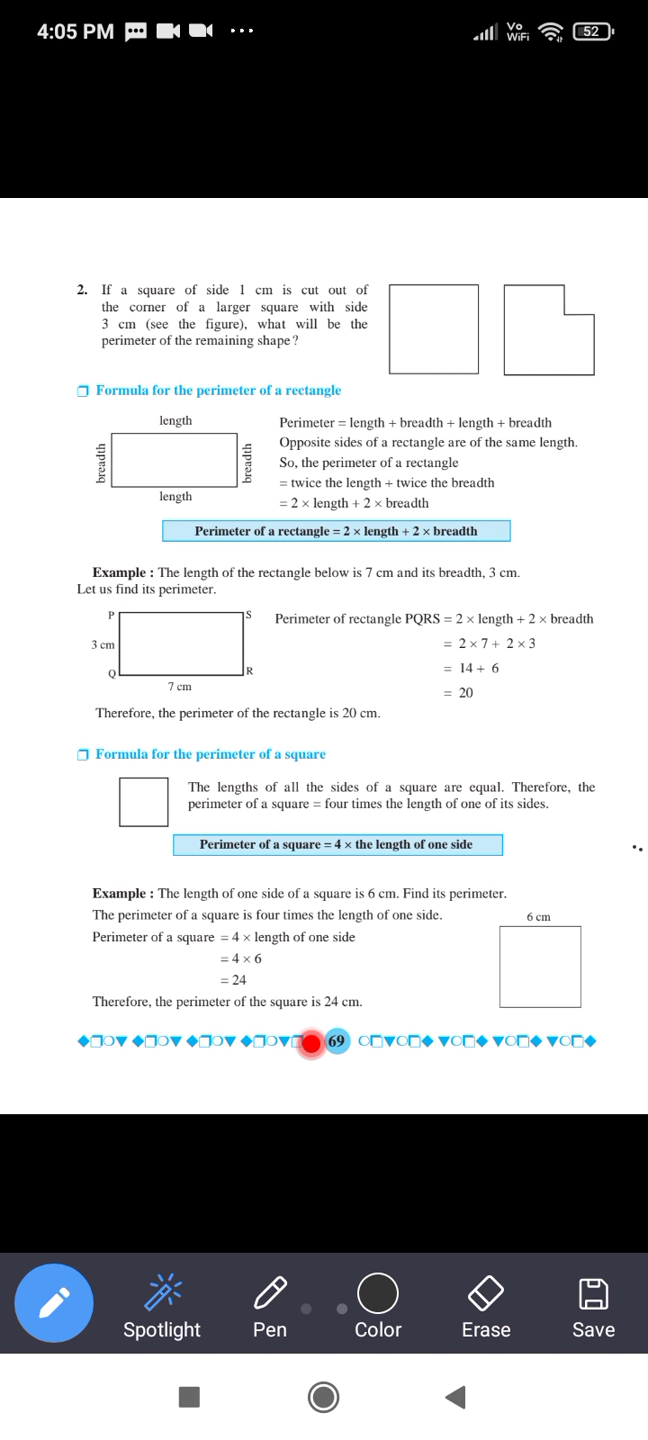 4:05 PM
Vo
WiFi
52
2. If a square of side 1 cm is cut out of
the corner of a larger square with side
3 cm (see the figure), what will be the
perimeter of the remaining shape?
Formula for the perimeter of a rectangle
length
breadth
breadth
length
Perimeter = length + breadth + length + breadth
Opposite sides of a rectangle are of the same length.
So, the perimeter of a rectangle
= twice the length + twice the breadth
= 2 × length + 2 × breadth
Perimeter of a rectangle = 2 × length + 2 × breadth
Example : The length of the rectangle below is 7 cm and its breadth, 3 cm.
Let us find its perimeter.
P
S
3 cm
Q
R
7 cm
Perimeter of rectangle PQRS = 2 × length + 2 × breadth
= 2 × 7 + 2 × 3
= 14 + 6
= 20
Therefore, the perimeter of the rectangle is 20 cm.
Formula for the perimeter of a square
The lengths of all the sides of a square are equal. Therefore, the
perimeter of a square = four times the length of one of its sides.
Perimeter of a square = 4 × the length of one side
Example : The length of one side of a square is 6 cm. Find its perimeter.
The perimeter of a square is four times the length of one side.
6 cm
Perimeter of a square = 4 × length of one side
= 4 × 6
= 24
Therefore, the perimeter of the square is 24 cm.
69
Spotlight
Pen
Color
Erase
Save